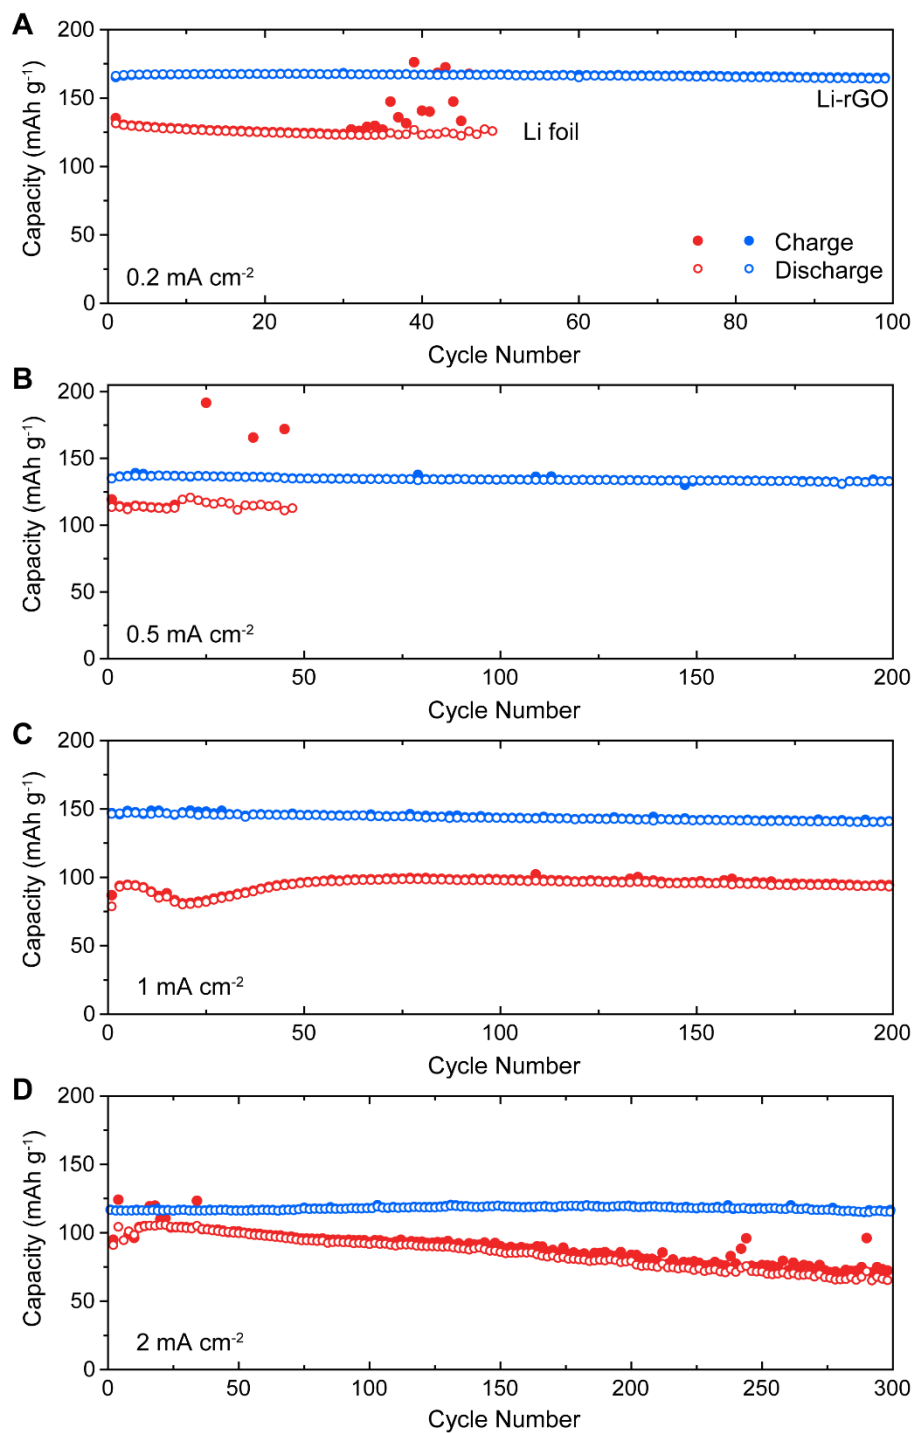 A
200
150
100
50
0
Capacity (mAh g⁻¹)
Li-rGO
Li foil
Charge
Discharge
0.2 mA cm⁻²
0 20 40 60 80 100
Cycle Number
B
200
150
100
50
0
Capacity (mAh g⁻¹)
0.5 mA cm⁻²
0 50 100 150 200
Cycle Number
C
200
150
100
50
0
Capacity (mAh g⁻¹)
1 mA cm⁻²
0 50 100 150 200
Cycle Number
D
200
150
100
50
0
Capacity (mAh g⁻¹)
2 mA cm⁻²
0 50 100 150 200 250 300
Cycle Number